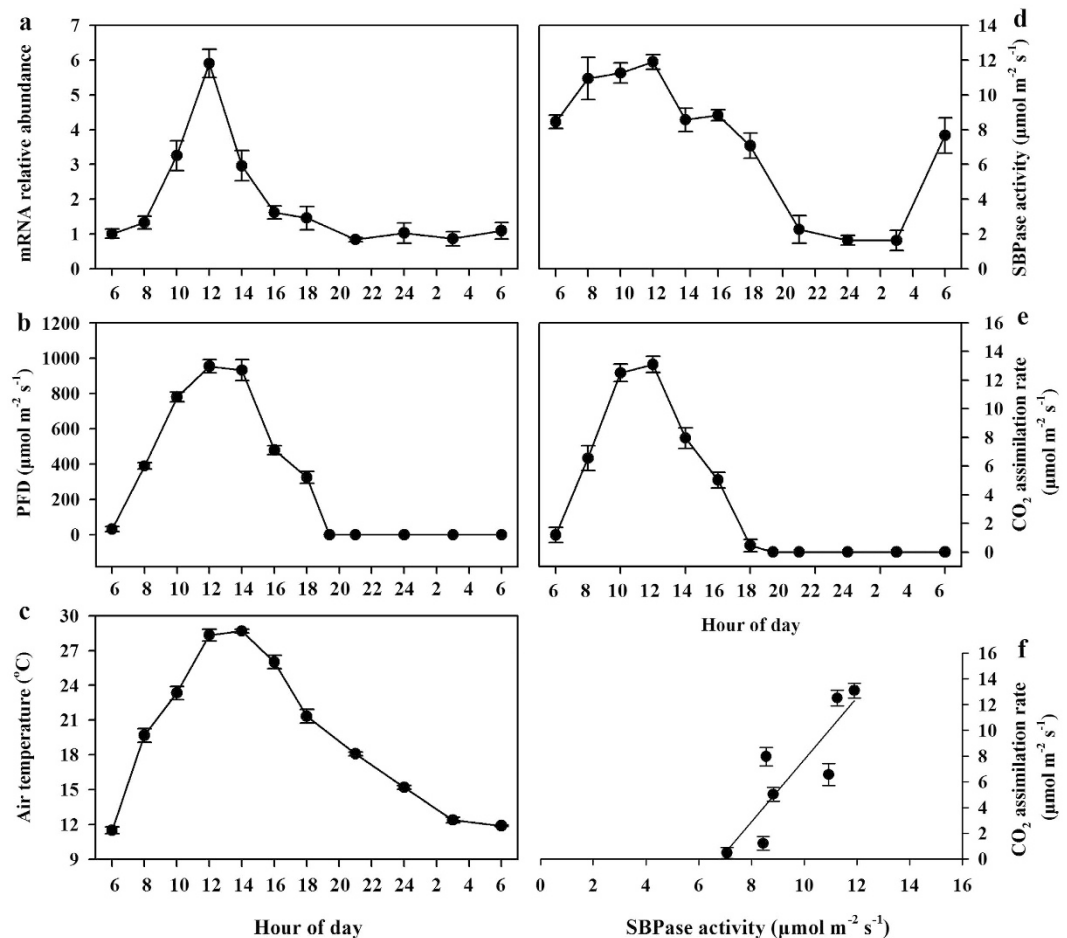 a
mRNA relative abundance
7
6
5
4
3
2
1
0
6 8 10 12 14 16 18 20 22 24 2 4 6
d
SBPase activity (µmol m⁻² s⁻¹)
14
12
10
8
6
4
2
0
6 8 10 12 14 16 18 20 22 24 2 4 6
b
PFD (µmol m⁻² s⁻¹)
1200
1000
800
600
400
200
0
6 8 10 12 14 16 18 20 22 24 2 4 6
e
CO₂ assimilation rate
(µmol m⁻² s⁻¹)
16
14
12
10
8
6
4
2
0
6 8 10 12 14 16 18 20 22 24 2 4 6
Hour of day
c
Air temperature (°C)
30
27
24
21
18
15
12
9
6 8 10 12 14 16 18 20 22 24 2 4 6
Hour of day
f
CO₂ assimilation rate
(µmol m⁻² s⁻¹)
16
14
12
10
8
6
4
2
0
0 2 4 6 8 10 12 14 16
SBPase activity (µmol m⁻² s⁻¹)